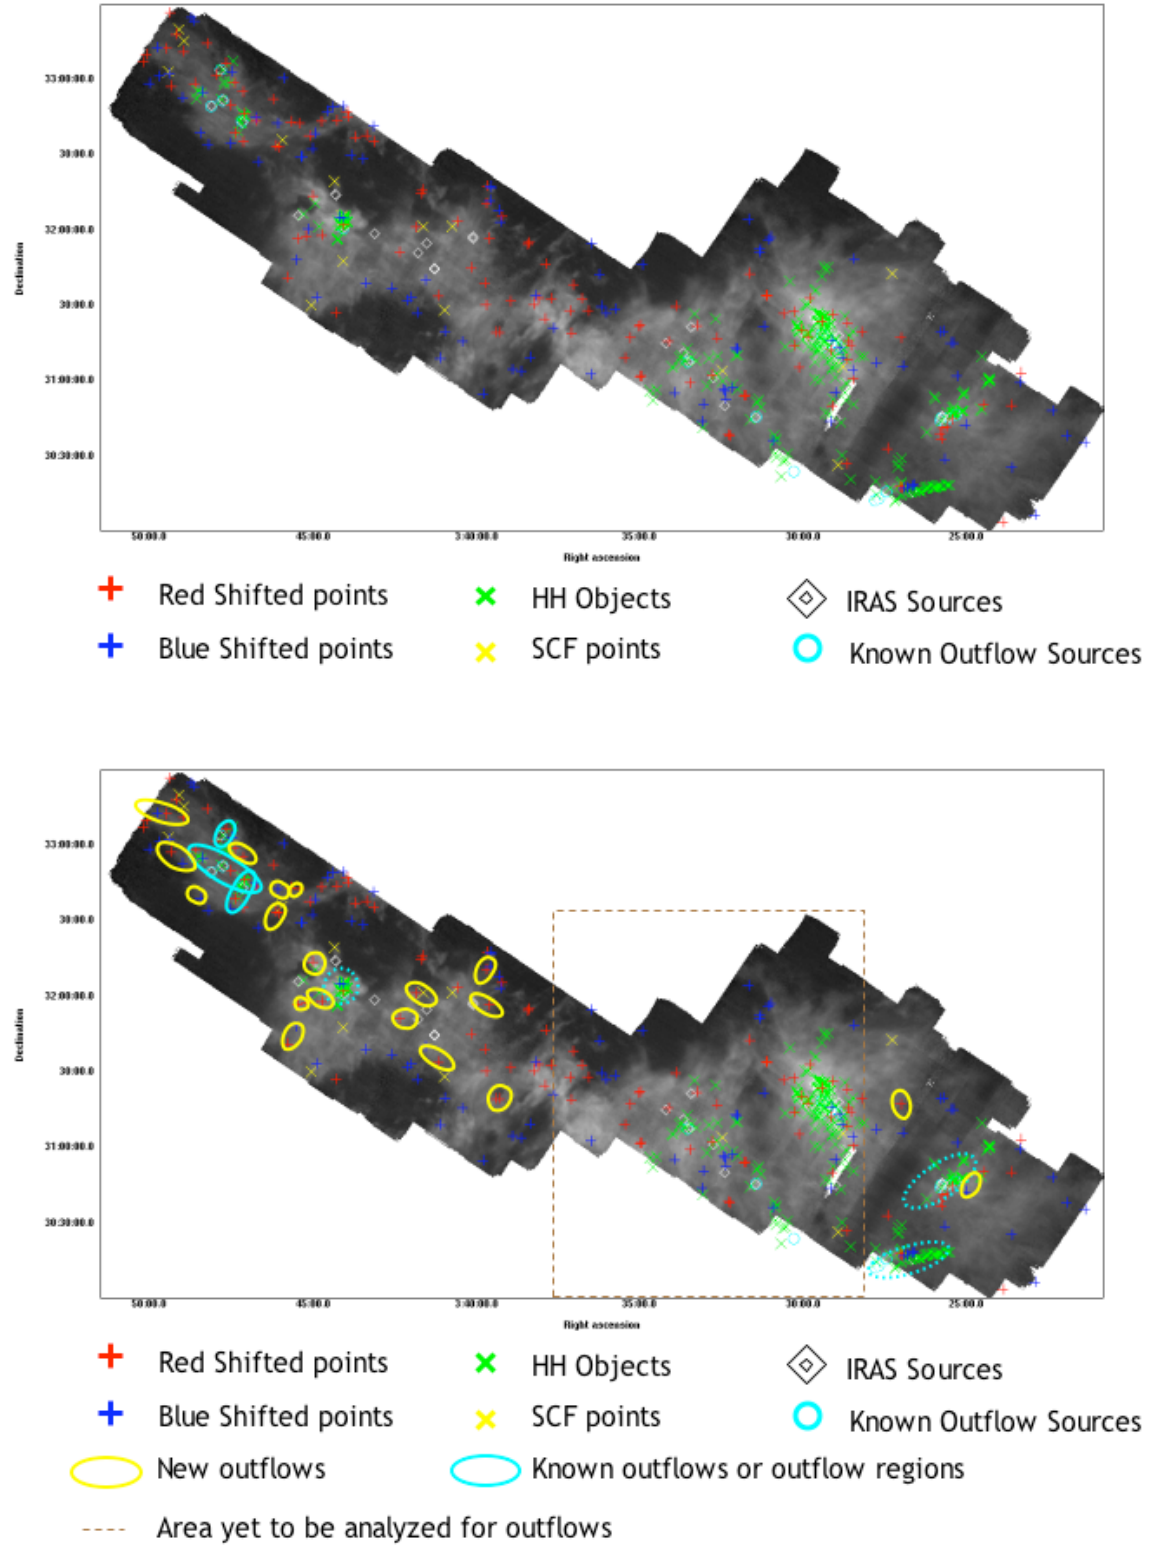 33:00:00.0
30:00.0
32:00:00.0
30:00.0
31:00:00.0
30:30:00.0
Declination
50:00.0 45:00.0 3:40:00.0 35:00.0 30:00.0 25:00.0
Right ascension
Red Shifted points HH Objects IRAS Sources
Blue Shifted points SCF points Known Outflow Sources
33:00:00.0
30:00.0
32:00:00.0
30:00.0
31:00:00.0
30:30:00.0
Declination
50:00.0 45:00.0 3:40:00.0 35:00.0 30:00.0 25:00.0
Right ascension
Red Shifted points HH Objects IRAS Sources
Blue Shifted points SCF points Known Outflow Sources
New outflows Known outflows or outflow regions
Area yet to be analyzed for outflows